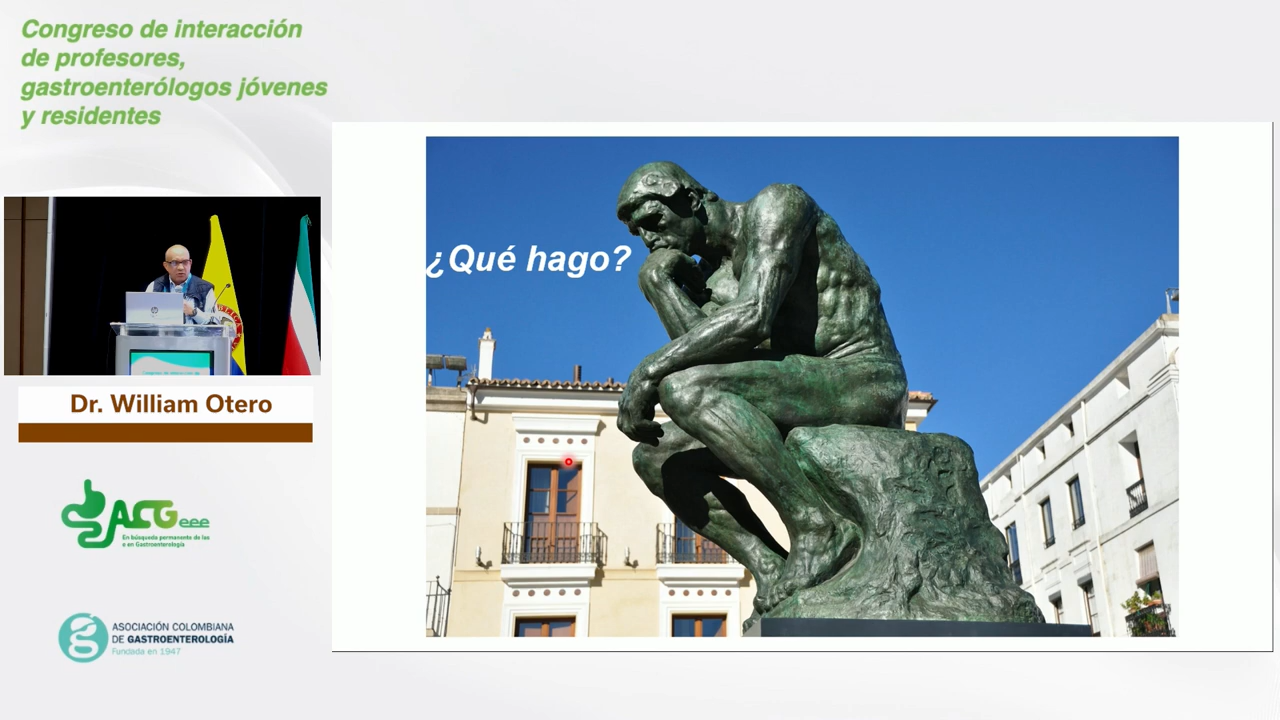 Congreso de interacción
de profesores,
gastroenterólogos jóvenes
y residentes
¿Qué hago?
Dr. William Otero
ACG eee
En búsqueda permanente de las
e en Gastroenterología
ASOCIACIÓN COLOMBIANA
DE GASTROENTEROLOGÍA
Fundada en 1947